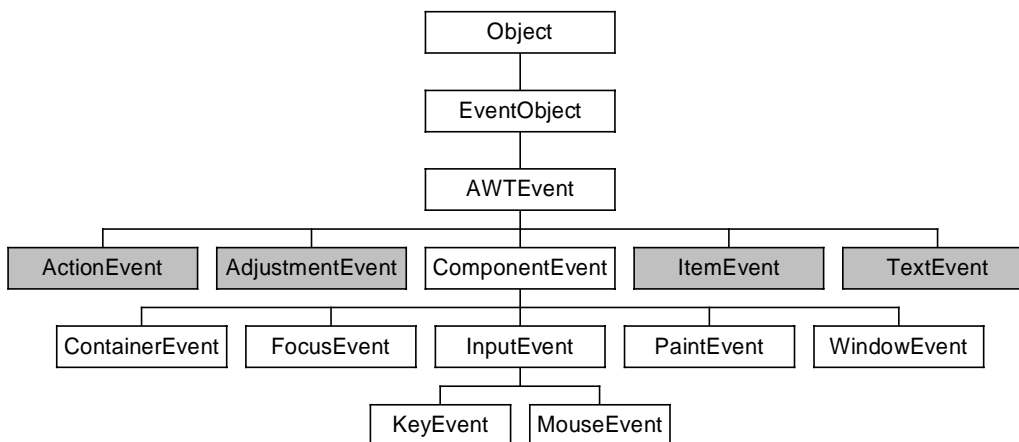 Object
EventObject
AWTEvent
ActionEvent AdjustmentEvent ComponentEvent ItemEvent TextEvent
ContainerEvent FocusEvent InputEvent PaintEvent WindowEvent
KeyEvent MouseEvent